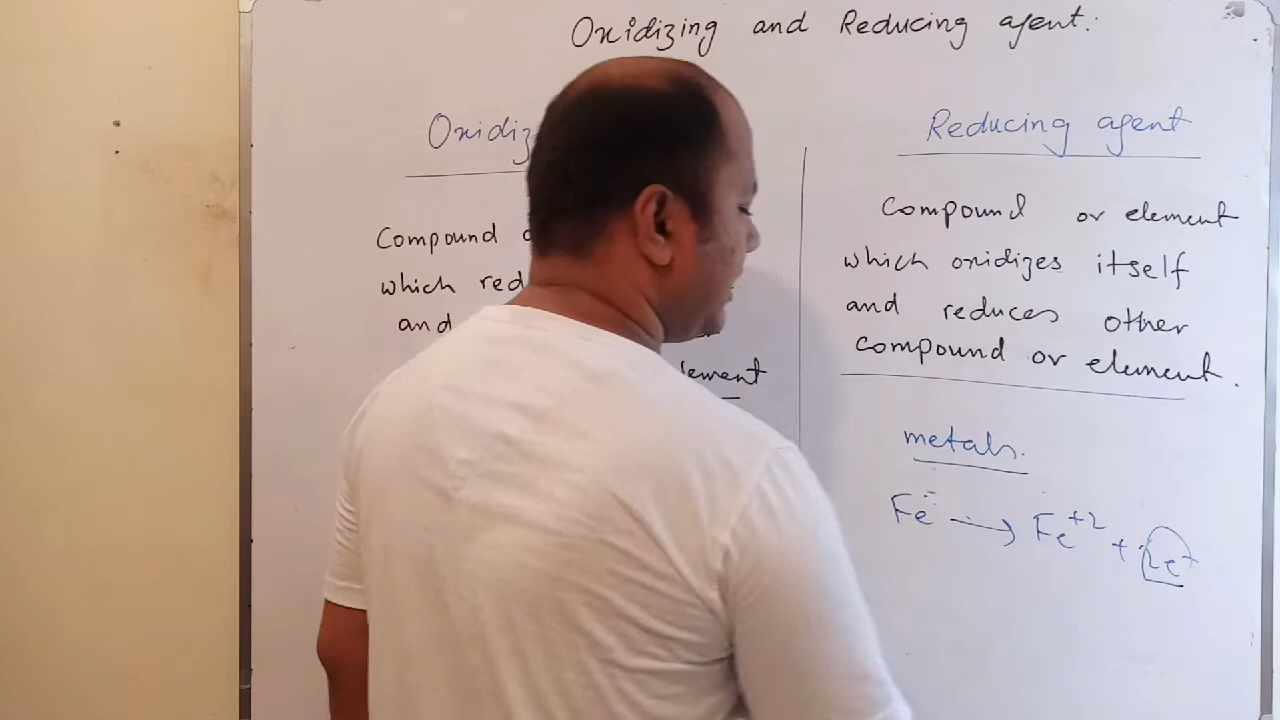 Oxidizing and Reducing agent:
Oxidiz
Compound
which red
and
lement
Reducing agent
Compound or element
which oxidizes itself
and reduces other
compound or element.
metals.
Fe → Fe+2 + 2e-